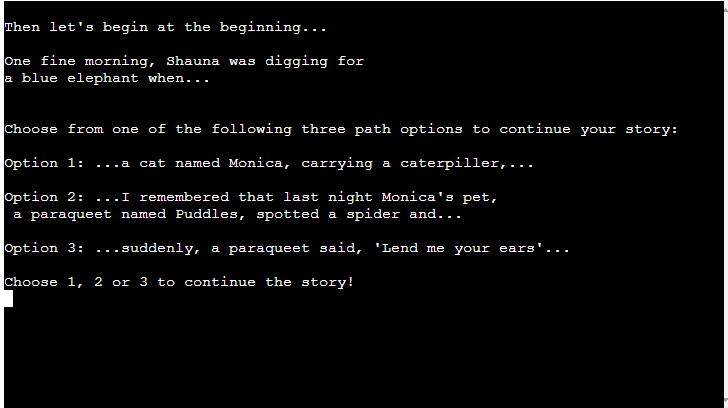 Then let's begin at the beginning...
One fine morning, Shauna was digging for
a blue elephant when...
Choose from one of the following three path options to continue your story:
Option 1: ...a cat named Monica, carrying a caterpiller,...
Option 2: ...I remembered that last night Monica's pet,
a paraqueet named Puddles, spotted a spider and...
Option 3: ...suddenly, a paraqueet said, 'Lend me your ears'...
Choose 1, 2 or 3 to continue the story!